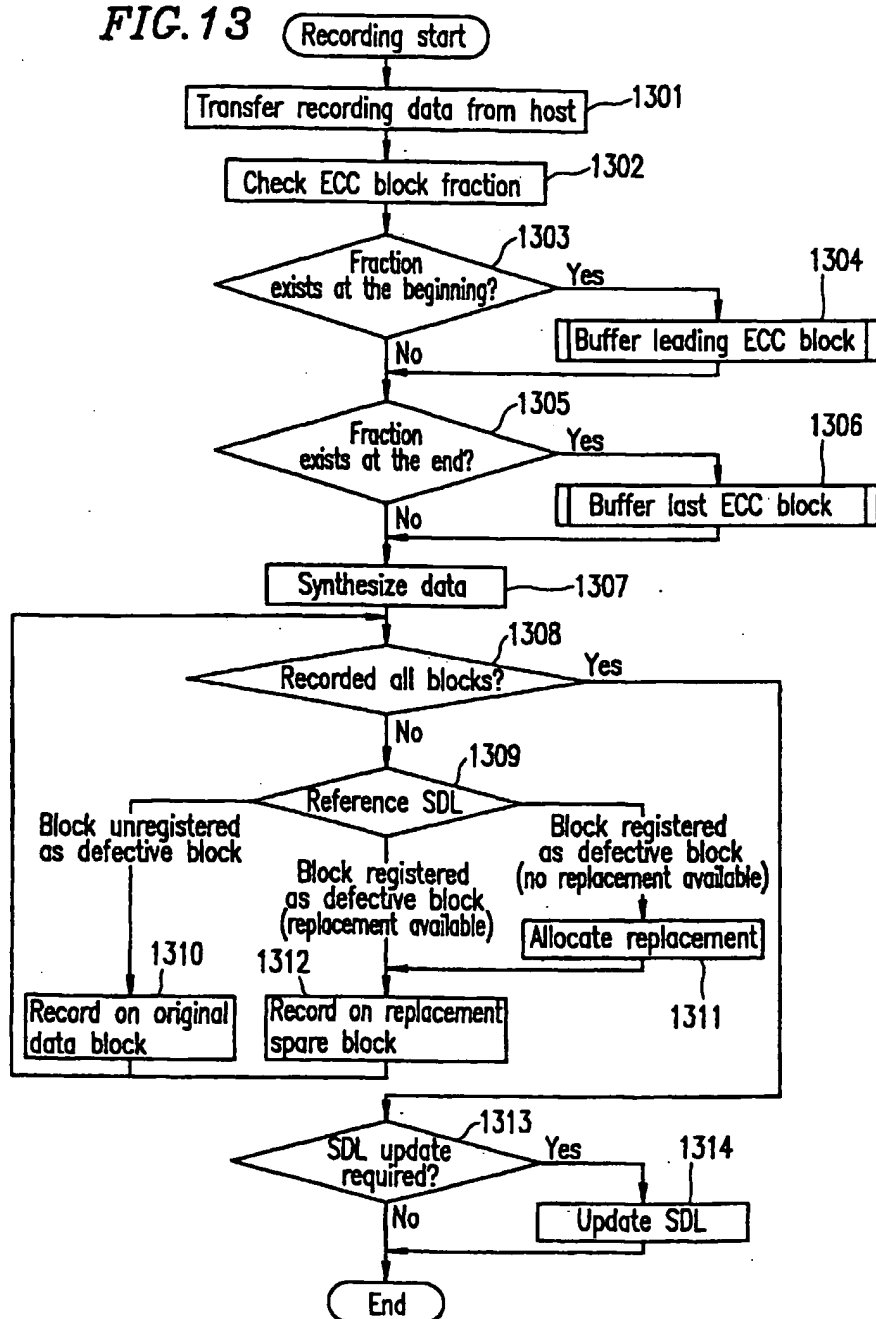 FIG.13
Recording start
Transfer recording data from host
1301
Check ECC block fraction
1302
1303
Fraction
exists at the beginning?
Yes
1304
Buffer leading ECC block
No
1305
Fraction
exists at the end?
Yes
1306
Buffer last ECC block
No
Synthesize data
1307
1308
Recorded all blocks?
Yes
No
1309
Reference SDL
Block unregistered
as defective block
Block registered
as defective block
(replacement available)
Block registered
as defective block
(no replacement available)
Allocate replacement
1311
1310
Record on original
data block
1312
Record on replacement
spare block
1313
SDL update
required?
Yes
1314
Update SDL
No
End